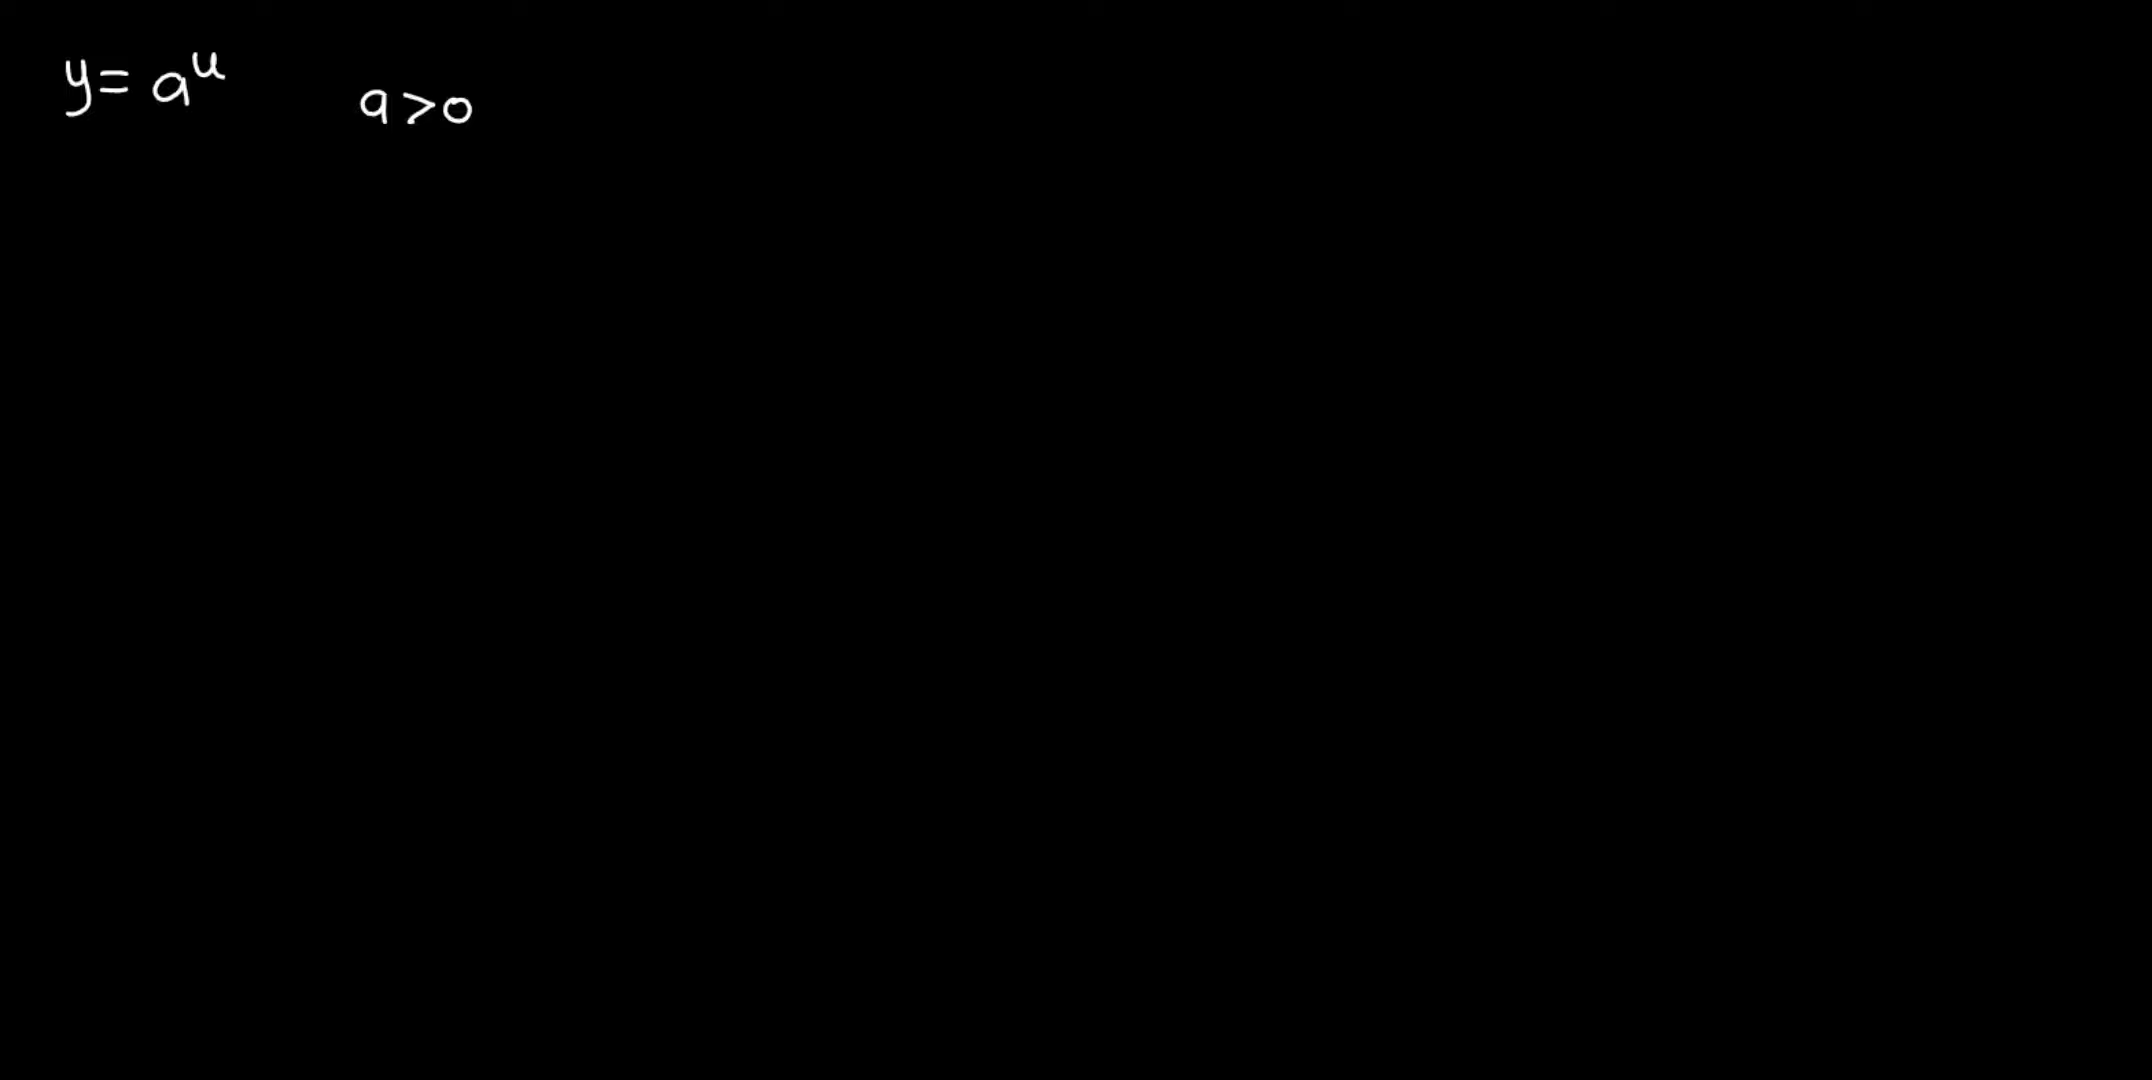 y = a^u    a > 0